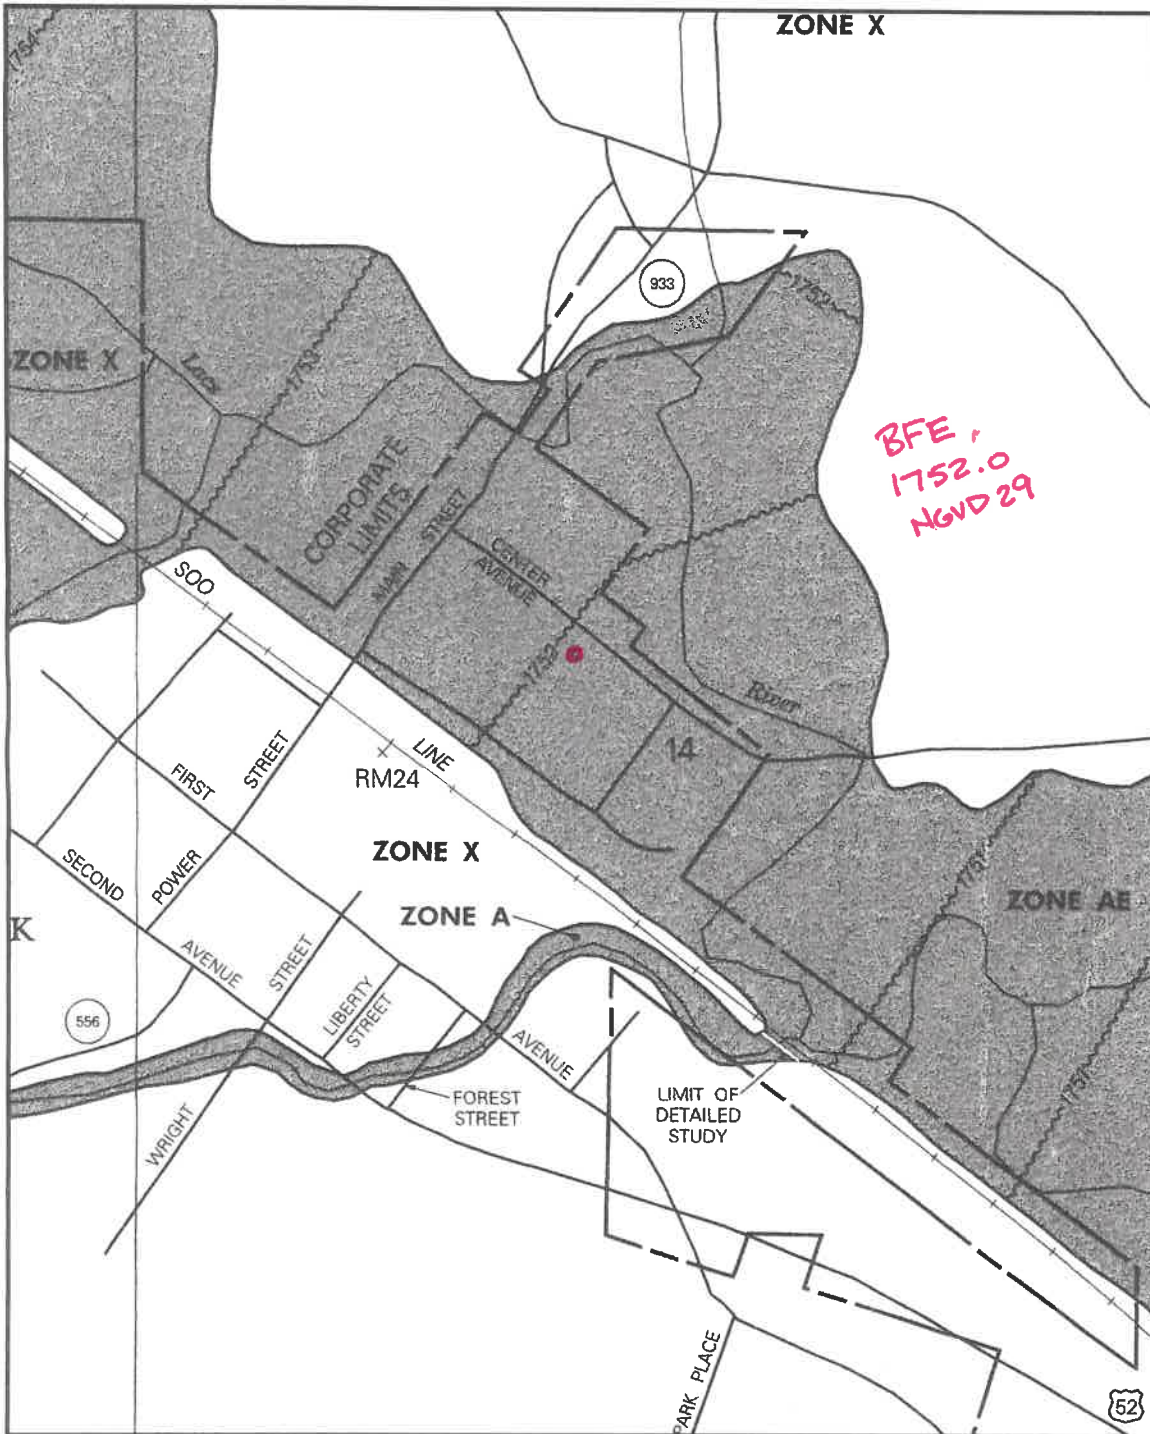 ZONE X
1754
933
1752
ZONE X
Loss
1753
BFE
1752.0
NGVD 29
CORPORATE
LIMITS
MAIN
STREET
CENTER
AVENUE
SOO
1752
River
14
LINE
RM24
FIRST
STREET
ZONE X
SECOND
POWER
1751
ZONE AE
ZONE A
K
AVENUE
STREET
LIBERTY
STREET
556
AVENUE
FOREST
STREET
LIMIT OF
DETAILED
STUDY
1751
WRIGHT
PARK PLACE
52